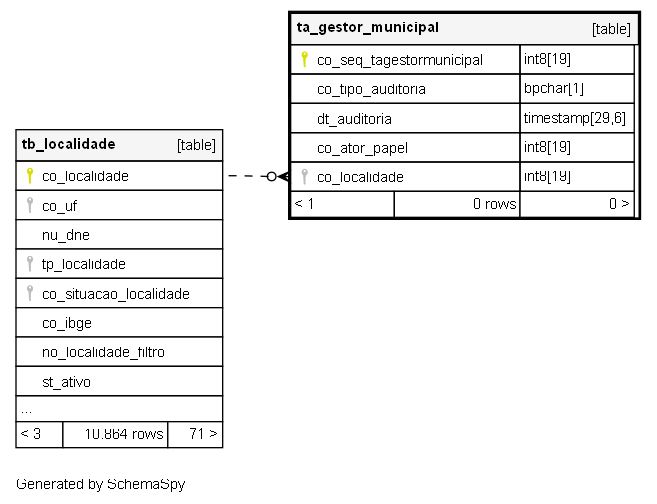 ta_gestor_municipal [table]
co_seq_tagestormunicipal int8[19]
co_tipo_auditoria bpchar[1]
dt_auditoria timestamp[29,6]
co_ator_papel int8[19]
co_localidade int8[19]
< 1 0 rows 0 >
tb_localidade [table]
co_localidade
co_uf
nu_dne
tp_localidade
co_situacao_localidade
co_ibge
no_localidade_filtro
st_ativo
...
< 3 10.864 rows 71 >
Generated by SchemaSpy